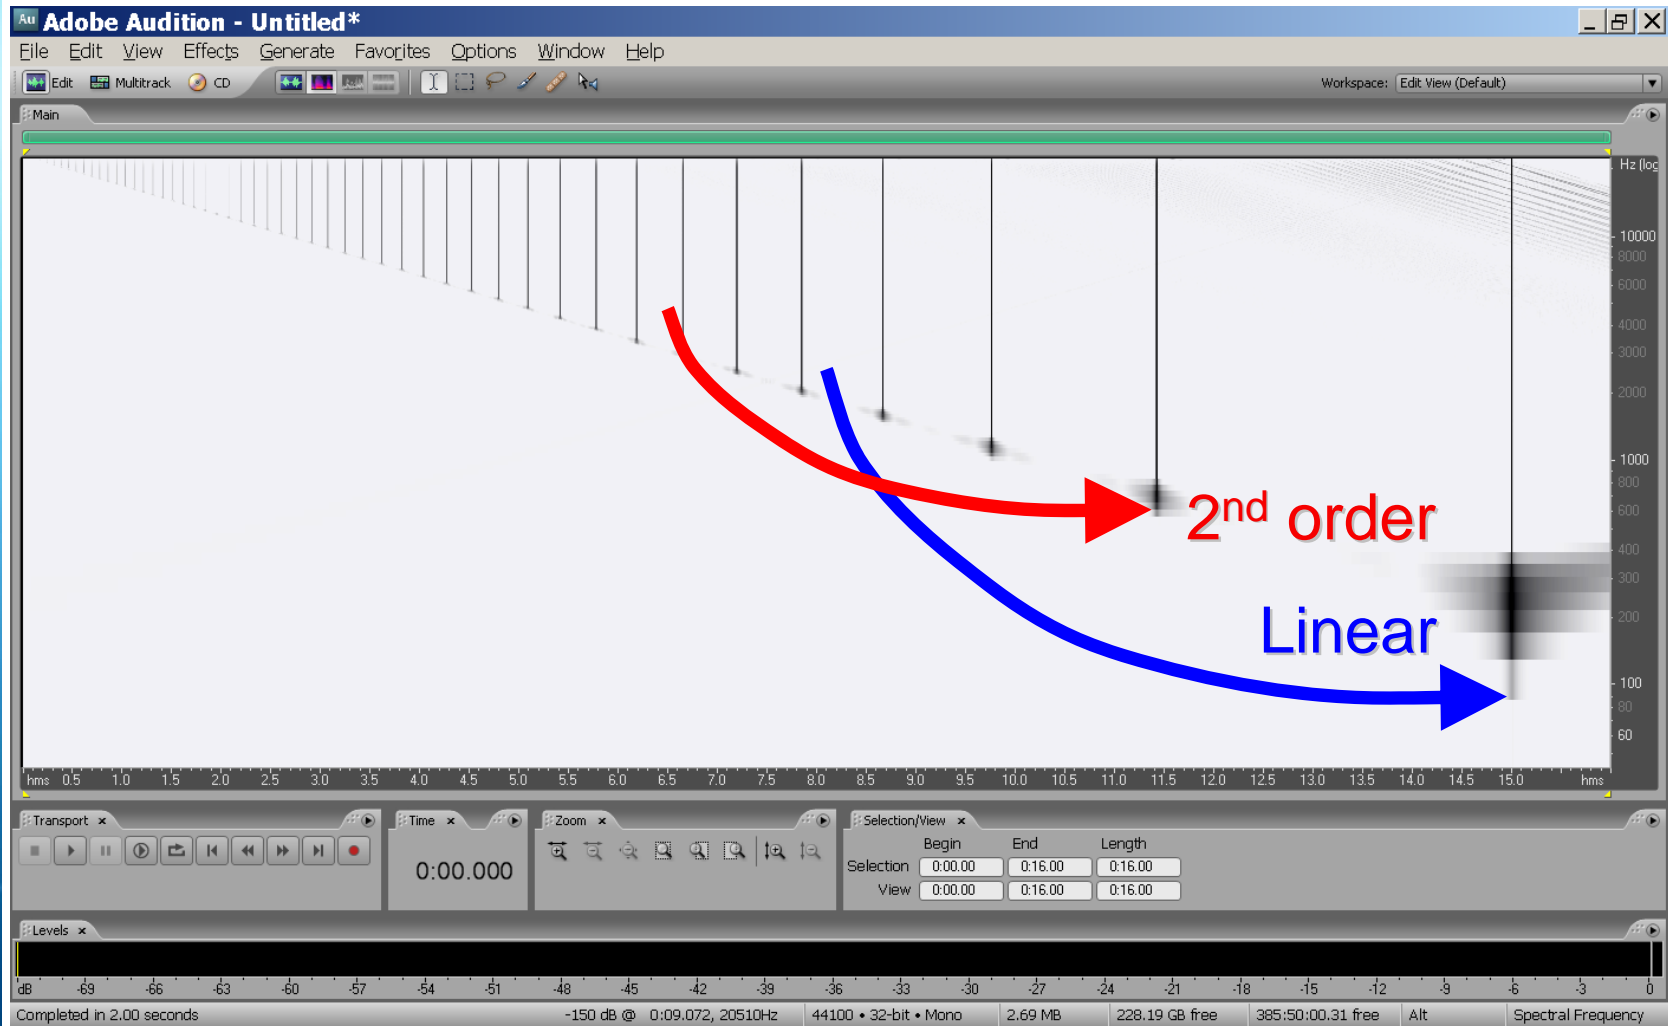 Au Adobe Audition - Untitled*
File Edit View Effects Generate Favorites Options Window Help
Edit Multitrack CD Workspace: Edit View (Default)
Main
Hz (log
10000
8000
6000
4000
3000
2000
1000
800
2nd order
600
400
300
Linear
200
100
80
60
hms 0.5 1.0 1.5 2.0 2.5 3.0 3.5 4.0 4.5 5.0 5.5 6.0 6.5 7.0 7.5 8.0 8.5 9.0 9.5 10.0 10.5 11.0 11.5 12.0 12.5 13.0 13.5 14.0 14.5 15.0 hms
Transport x Time x Zoom x Selection/View x
Begin End Length
0:00.000
Selection 0:00.00 0:16.00 0:16.00
View 0:00.00 0:16.00 0:16.00
Levels x
dB -69 -66 -63 -60 -57 -54 -51 -48 -45 -42 -39 -36 -33 -30 -27 -24 -21 -18 -15 -12 -9 -6 -3 0
Completed in 2.00 seconds -150 dB @ 0:09.072, 20510Hz 44100 • 32-bit • Mono 2.69 MB 228.19 GB free 385:50:00.31 free Alt Spectral Frequency